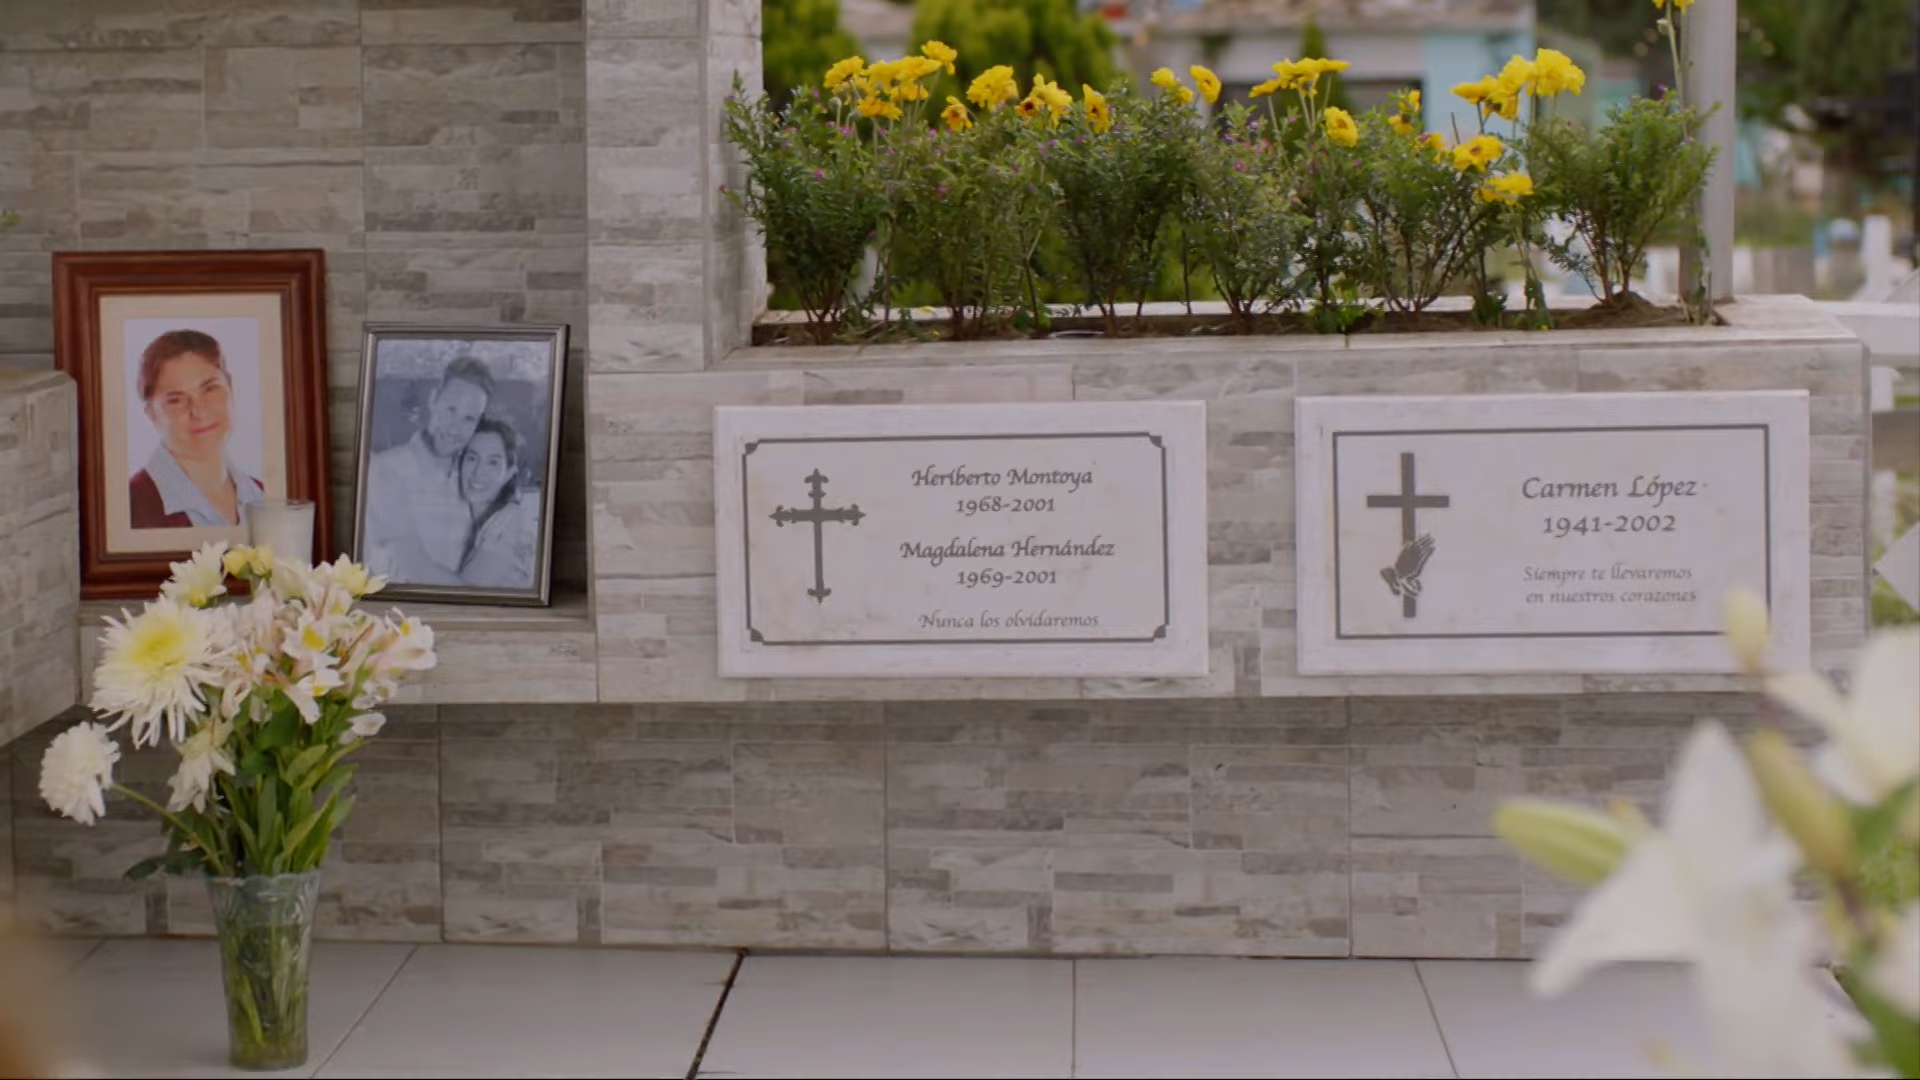 Heriberto Montoya
1968-2001
Magdalena Hernández
1969-2001
Nunca los olvidaremos
Carmen López
1941-2002
Siempre te llevaremos
en nuestros corazones